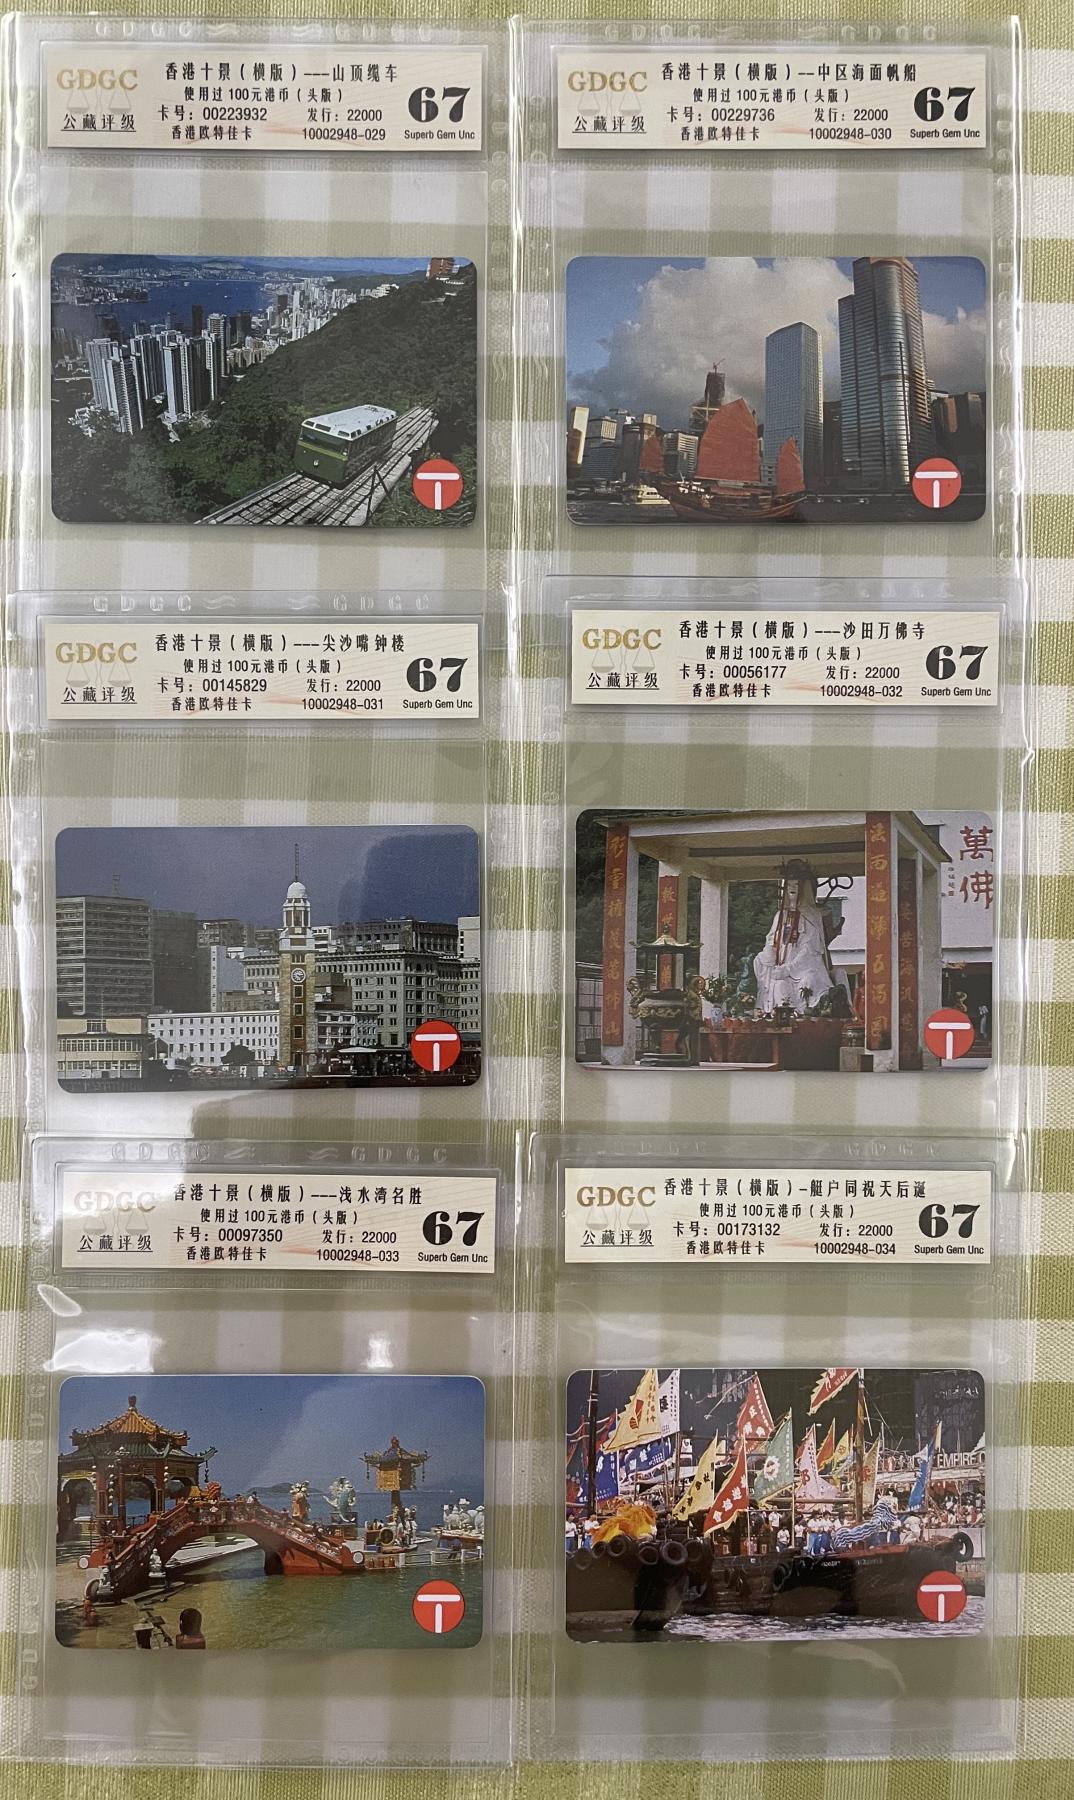 GDGC
公藏评级
香港十景(横版)---山顶缆车
使用过100元港币(头版)
卡号:00223932 发行:22000
香港欧特佳卡 10002948-029
67
Superb Gem Unc
GDGC
公藏评级
香港十景(横版)--中区海面帆船
使用过100元港币(头版)
卡号:00229736 发行:22000
香港欧特佳卡 10002948-030
67
Superb Gem Unc
GDGC GDGC
GDGC
公藏评级
香港十景(横版)---尖沙嘴钟楼
使用过100元港币(头版)
卡号:00145829 发行:22000
香港欧特佳卡 10002948-031
67
Superb Gem Unc
GDGC
公藏评级
香港十景(横版)---沙田万佛寺
使用过100元港币(头版)
卡号:00056177 发行:22000
香港欧特佳卡 10002948-032
67
Superb Gem Unc
萬佛
救世
GDGC GDGC
GDGC
公藏评级
香港十景(横版)---浅水湾名胜
使用过100元港币(头版)
卡号:00097350 发行:22000
香港欧特佳卡 10002948-033
67
Superb Gem Unc
GDGC
公藏评级
香港十景(横版)-艇户同祝天后诞
使用过100元港币(头版)
卡号:00173132 发行:22000
香港欧特佳卡 10002948-034
67
Superb Gem Unc
EMPIRE